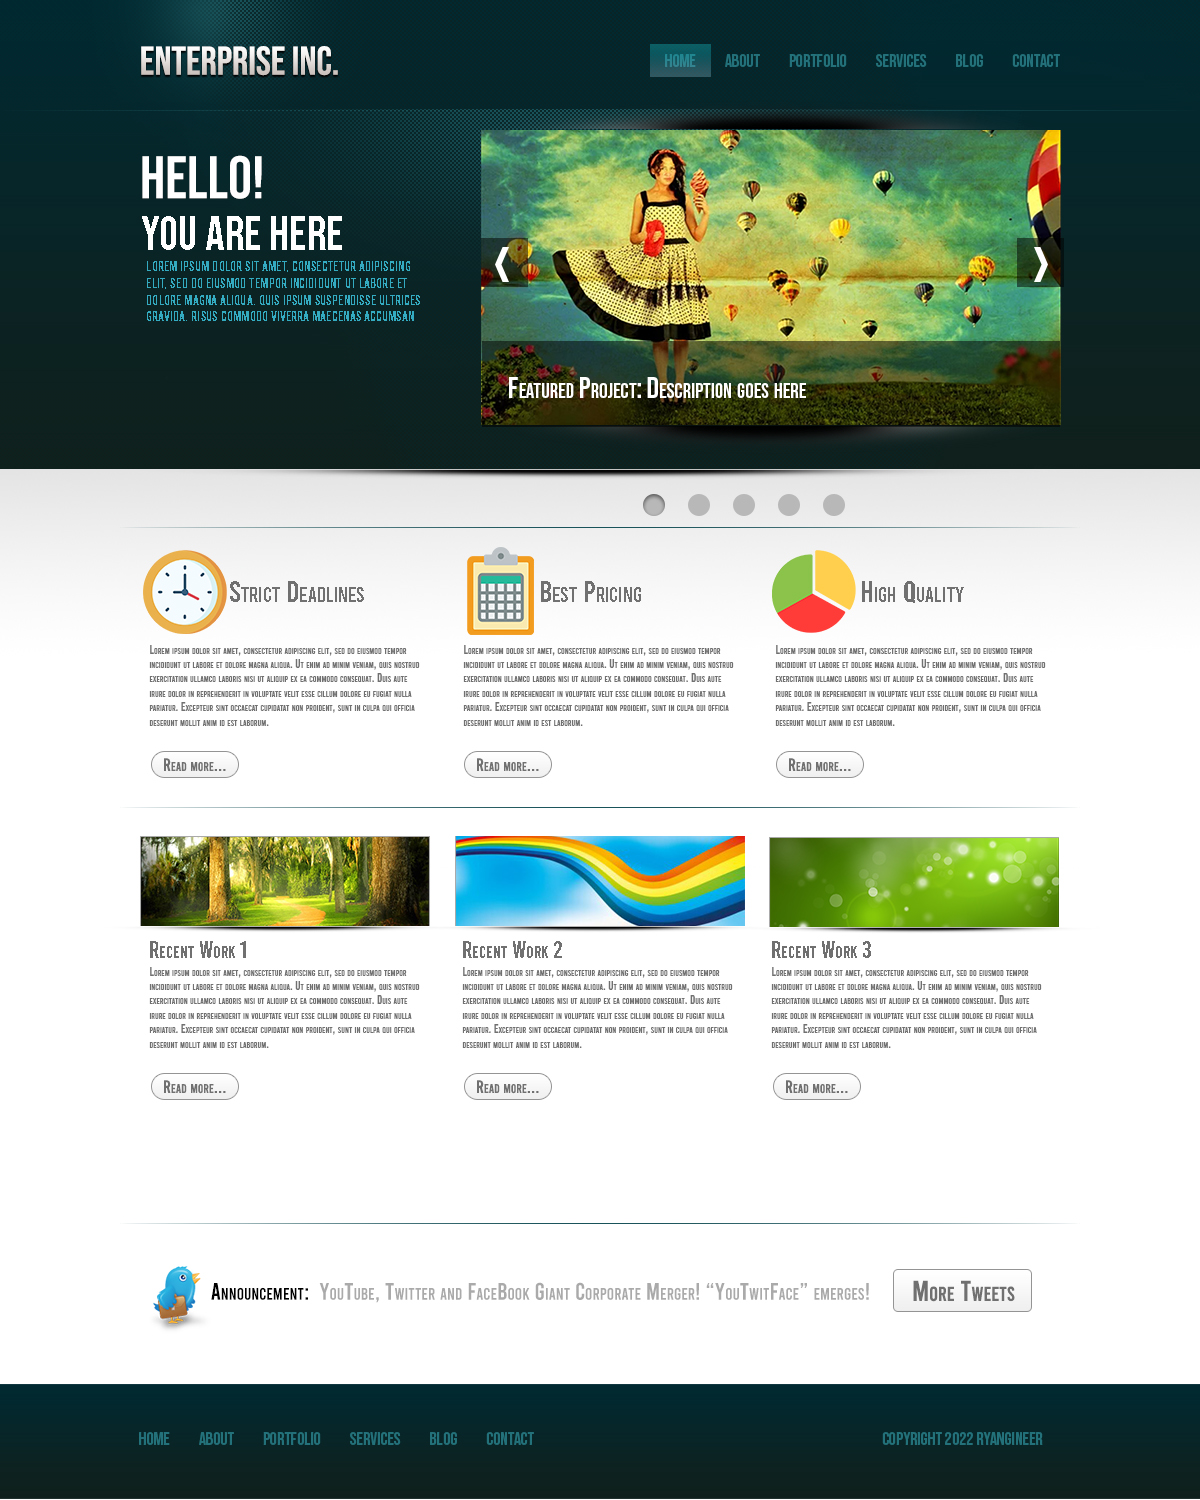 ENTERPRISE INC.
HOME ABOUT PORTFOLIO SERVICES BLOG CONTACT
HELLO!
YOU ARE HERE
LOREM IPSUM DOLOR SIT AMET, CONSECTETUR ADIPISCING
ELIT, SED DO EIUSMOD TEMPOR INCIDIDUNT UT LABORE ET
DOLORE MAGNA ALIQUA. QUIS IPSUM SUSPENDISSE ULTRICES
GRAVIDA. RISUS COMMODO VIVERRA MAECENAS ACCUMSAN
Featured Project: Description goes here
Strict Deadlines
Lorem ipsum dolor sit amet, consectetur adipiscing elit, sed do eiusmod tempor
incididunt ut labore et dolore magna aliqua. Ut enim ad minim veniam, quis nostrud
exercitation ullamco laboris nisi ut aliquip ex ea commodo consequat. Duis aute
irure dolor in reprehenderit in voluptate velit esse cillum dolore eu fugiat nulla
pariatur. Excepteur sint occaecat cupidatat non proident, sunt in culpa qui officia
deserunt mollit anim id est laborum.
Read more...
Best Pricing
Lorem ipsum dolor sit amet, consectetur adipiscing elit, sed do eiusmod tempor
incididunt ut labore et dolore magna aliqua. Ut enim ad minim veniam, quis nostrud
exercitation ullamco laboris nisi ut aliquip ex ea commodo consequat. Duis aute
irure dolor in reprehenderit in voluptate velit esse cillum dolore eu fugiat nulla
pariatur. Excepteur sint occaecat cupidatat non proident, sunt in culpa qui officia
deserunt mollit anim id est laborum.
Read more...
High Quality
Lorem ipsum dolor sit amet, consectetur adipiscing elit, sed do eiusmod tempor
incididunt ut labore et dolore magna aliqua. Ut enim ad minim veniam, quis nostrud
exercitation ullamco laboris nisi ut aliquip ex ea commodo consequat. Duis aute
irure dolor in reprehenderit in voluptate velit esse cillum dolore eu fugiat nulla
pariatur. Excepteur sint occaecat cupidatat non proident, sunt in culpa qui officia
deserunt mollit anim id est laborum.
Read more...
Recent Work 1
Lorem ipsum dolor sit amet, consectetur adipiscing elit, sed do eiusmod tempor
incididunt ut labore et dolore magna aliqua. Ut enim ad minim veniam, quis nostrud
exercitation ullamco laboris nisi ut aliquip ex ea commodo consequat. Duis aute
irure dolor in reprehenderit in voluptate velit esse cillum dolore eu fugiat nulla
pariatur. Excepteur sint occaecat cupidatat non proident, sunt in culpa qui officia
deserunt mollit anim id est laborum.
Read more...
Recent Work 2
Lorem ipsum dolor sit amet, consectetur adipiscing elit, sed do eiusmod tempor
incididunt ut labore et dolore magna aliqua. Ut enim ad minim veniam, quis nostrud
exercitation ullamco laboris nisi ut aliquip ex ea commodo consequat. Duis aute
irure dolor in reprehenderit in voluptate velit esse cillum dolore eu fugiat nulla
pariatur. Excepteur sint occaecat cupidatat non proident, sunt in culpa qui officia
deserunt mollit anim id est laborum.
Read more...
Recent Work 3
Lorem ipsum dolor sit amet, consectetur adipiscing elit, sed do eiusmod tempor
incididunt ut labore et dolore magna aliqua. Ut enim ad minim veniam, quis nostrud
exercitation ullamco laboris nisi ut aliquip ex ea commodo consequat. Duis aute
irure dolor in reprehenderit in voluptate velit esse cillum dolore eu fugiat nulla
pariatur. Excepteur sint occaecat cupidatat non proident, sunt in culpa qui officia
deserunt mollit anim id est laborum.
Read more...
Announcement: YouTube, Twitter and FaceBook Giant Corporate Merger! “YouTwitFace” emerges!
More Tweets
HOME ABOUT PORTFOLIO SERVICES BLOG CONTACT
COPYRIGHT 2022 RYANGINEER